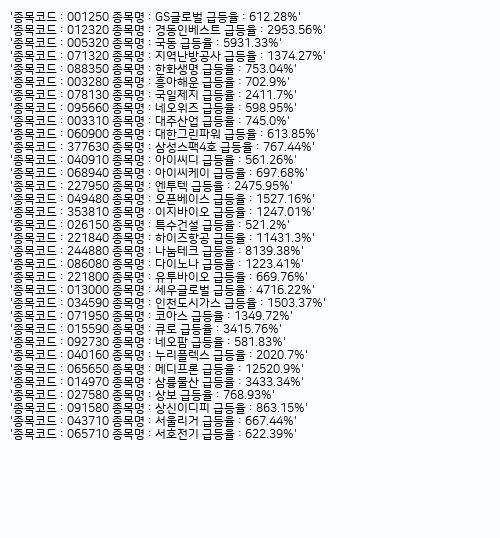 '종목코드 : 001250 종목명 : GS글로벌 급등율 : 612.28%'
'종목코드 : 012320 종목명 : 경동인베스트 급등율 : 2953.56%'
'종목코드 : 005320 종목명 : 국동 급등율 : 5931.33%'
'종목코드 : 071320 종목명 : 지역난방공사 급등율 : 1374.27%'
'종목코드 : 088350 종목명 : 한화생명 급등율 : 753.04%'
'종목코드 : 003280 종목명 : 흥아해운 급등율 : 702.9%'
'종목코드 : 078130 종목명 : 국일제지 급등율 : 2411.7%'
'종목코드 : 095660 종목명 : 네오위즈 급등율 : 598.95%'
'종목코드 : 003310 종목명 : 대주산업 급등율 : 745.0%'
'종목코드 : 060900 종목명 : 대한그린파워 급등율 : 613.85%'
'종목코드 : 377630 종목명 : 삼성스팩4호 급등율 : 767.44%'
'종목코드 : 040910 종목명 : 아이씨디 급등율 : 561.26%'
'종목코드 : 068940 종목명 : 아이씨케이 급등율 : 697.68%'
'종목코드 : 227950 종목명 : 엔투텍 급등율 : 2475.95%'
'종목코드 : 049480 종목명 : 오픈베이스 급등율 : 1527.16%'
'종목코드 : 353810 종목명 : 이지바이오 급등율 : 1247.01%'
'종목코드 : 026150 종목명 : 특수건설 급등율 : 521.2%'
'종목코드 : 221840 종목명 : 하이즈항공 급등율 : 11431.3%'
'종목코드 : 244880 종목명 : 나눔테크 급등율 : 8139.38%'
'종목코드 : 086080 종목명 : 다이노나 급등율 : 1223.41%'
'종목코드 : 221800 종목명 : 유투바이오 급등율 : 669.76%'
'종목코드 : 013000 종목명 : 세우글로벌 급등율 : 4716.22%'
'종목코드 : 034590 종목명 : 인천도시가스 급등율 : 1503.37%'
'종목코드 : 071950 종목명 : 코아스 급등율 : 1349.72%'
'종목코드 : 015590 종목명 : 큐로 급등율 : 3415.76%'
'종목코드 : 092730 종목명 : 네오팜 급등율 : 581.83%'
'종목코드 : 040160 종목명 : 누리플렉스 급등율 : 2020.7%'
'종목코드 : 065650 종목명 : 메디프론 급등율 : 12520.9%'
'종목코드 : 014970 종목명 : 삼륭물산 급등율 : 3433.34%'
'종목코드 : 027580 종목명 : 상보 급등율 : 768.93%'
'종목코드 : 091580 종목명 : 상신이디피 급등율 : 863.15%'
'종목코드 : 043710 종목명 : 서울리거 급등율 : 667.44%'
'종목코드 : 065710 종목명 : 서호전기 급등율 : 622.39%'